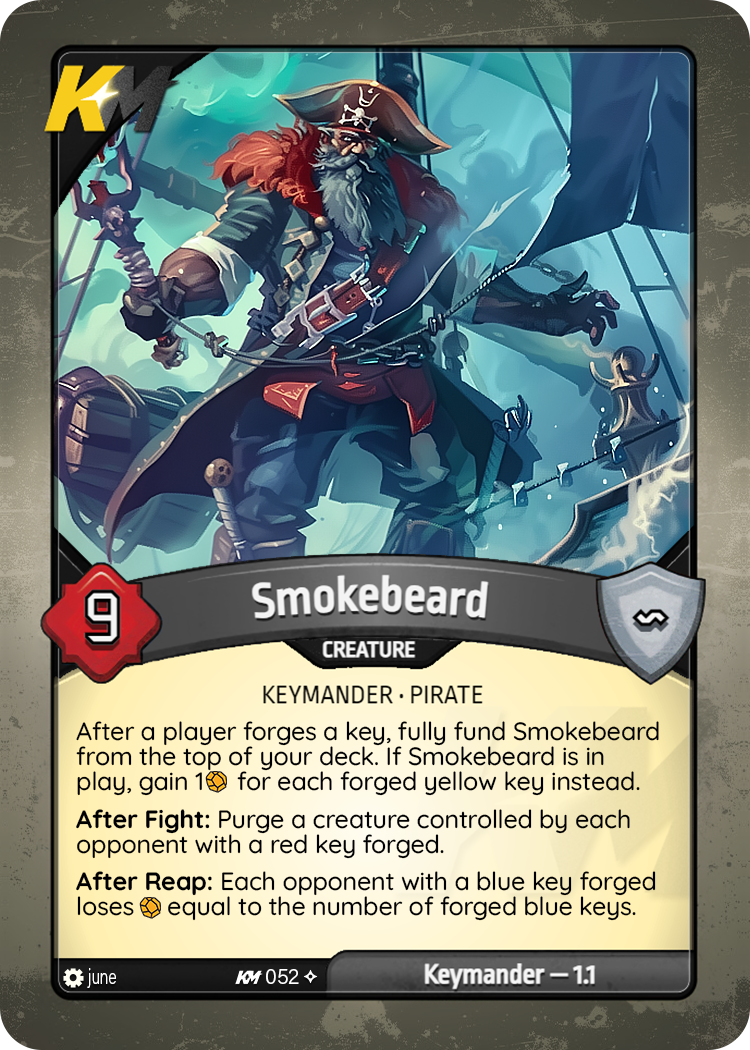 KM
Smokebeard
9
CREATURE
KEYMANDER · PIRATE
After a player forges a key, fully fund Smokebeard
from the top of your deck. If Smokebeard is in
play, gain 1 for each forged yellow key instead.
After Fight: Purge a creature controlled by each
opponent with a red key forged.
After Reap: Each opponent with a blue key forged
loses equal to the number of forged blue keys.
june
KM 052
Keymander — 1.1